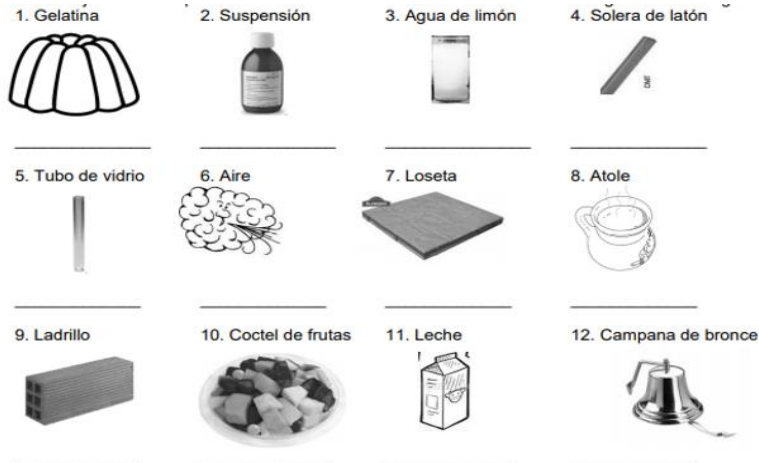 1. Gelatina
2. Suspensión
3. Agua de limón
4. Solera de latón
5. Tubo de vidrio
6. Aire
7. Loseta
8. Atole
9. Ladrillo
10. Coctel de frutas
11. Leche
12. Campana de bronce